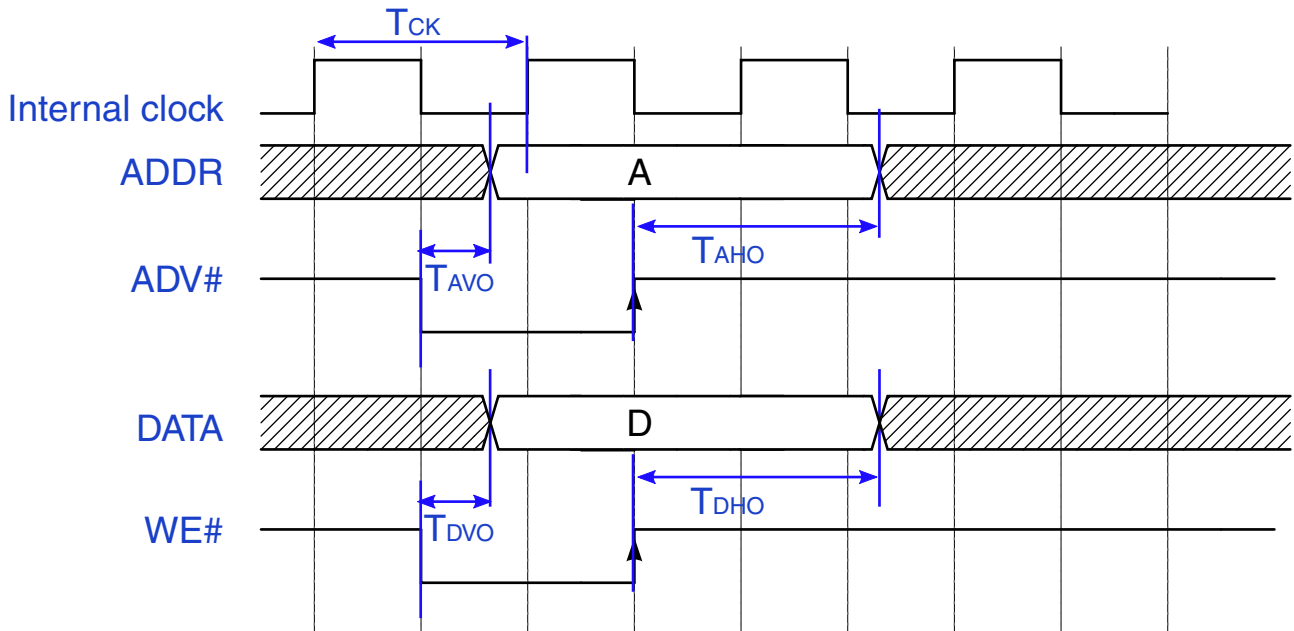 TCK
Internal clock
ADDR
A
TAHO
TAVO
ADV#
DATA
D
TDHO
TDVO
WE#